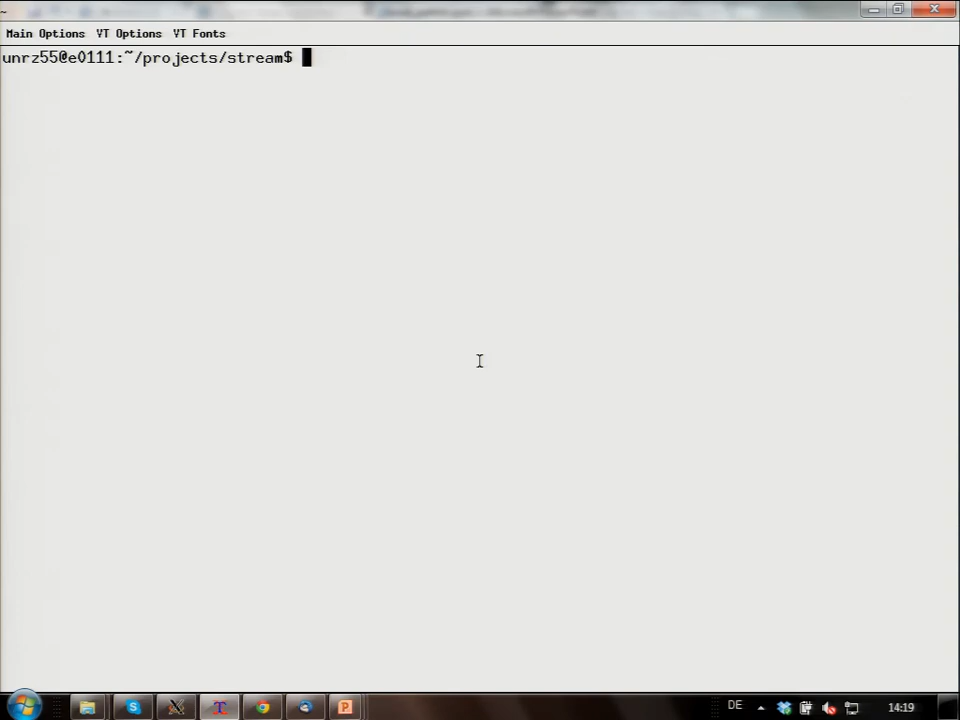 ~
Main Options VT Options VT Fonts
unrz55@e0111:~/projects/stream$
DE
14:19